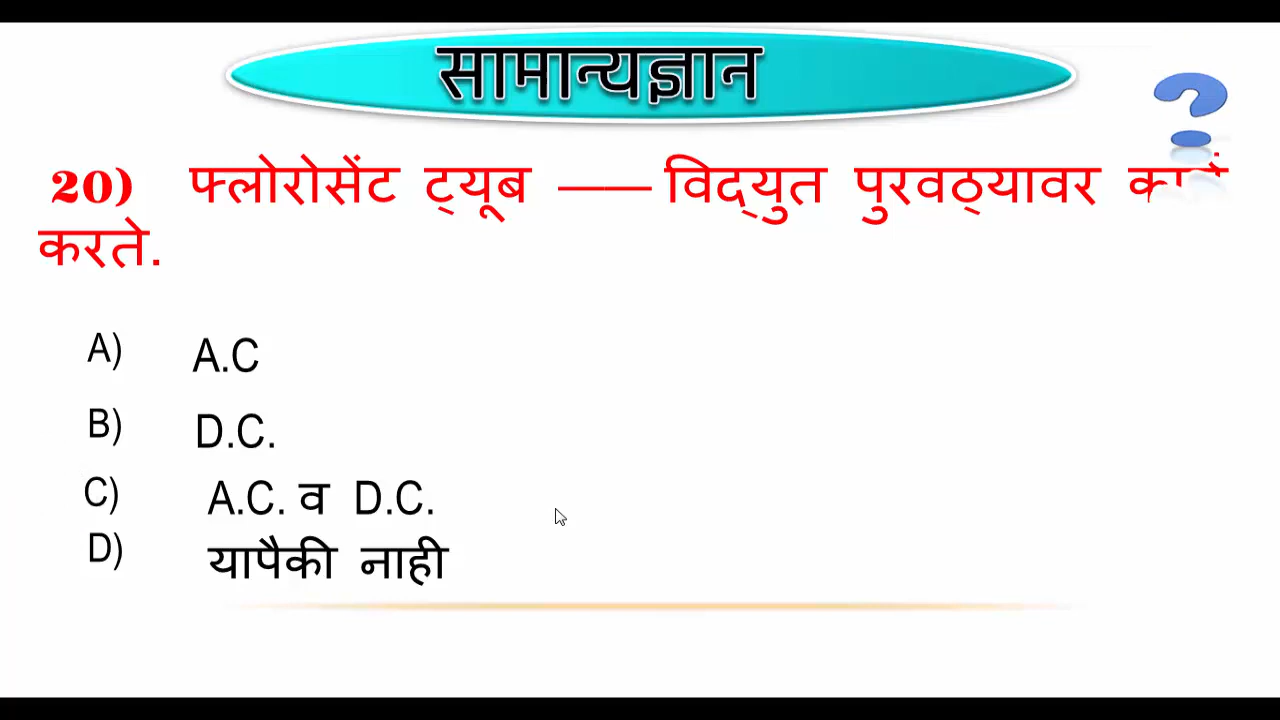 सामान्यज्ञान
20) फ्लोरोसेंट ट्यूब —— विद्युत पुरवठ्यावर
करते.
A) A.C
B) D.C.
C) A.C. व D.C.
D) यापैकी नाही